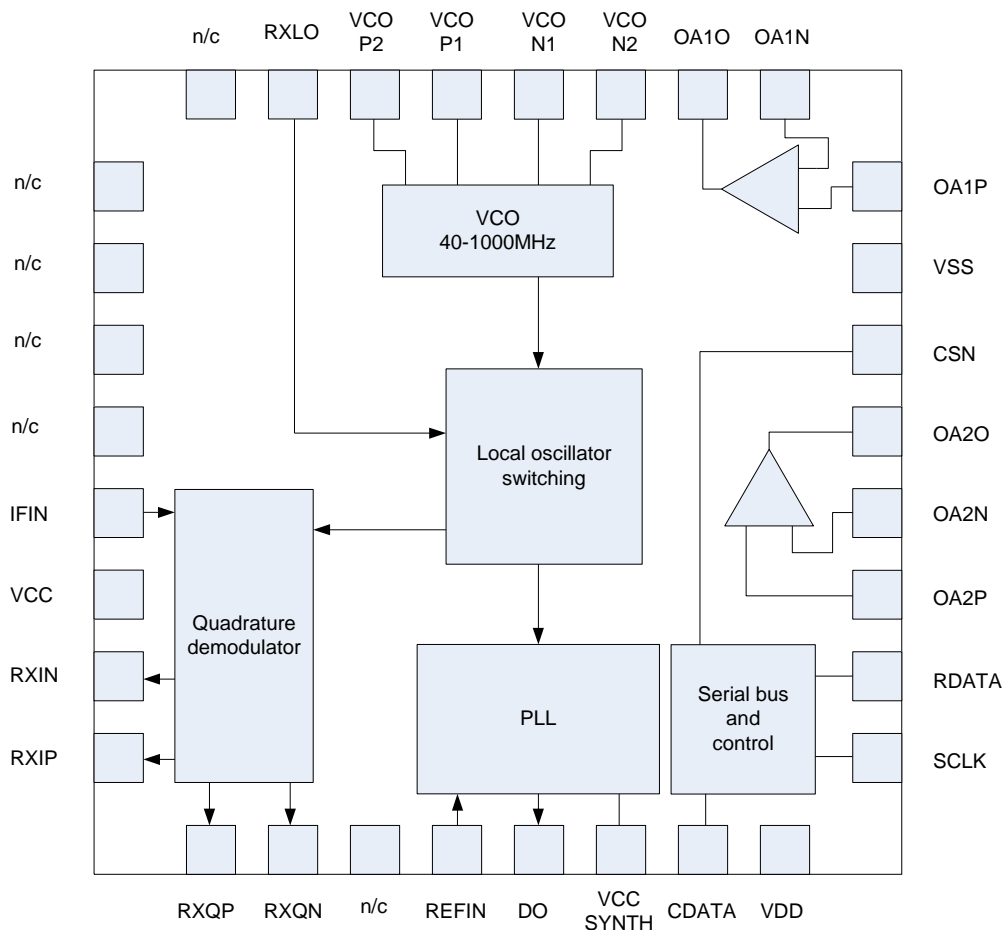 n/c
RXLO
VCO
P2
VCO
P1
VCO
N1
VCO
N2
OA1O
OA1N
n/c
OA1P
VCO
40-1000MHz
n/c
VSS
n/c
CSN
n/c
OA2O
Local oscillator
switching
IFIN
OA2N
VCC
OA2P
Quadrature
demodulator
RXIN
RDATA
PLL
Serial bus
and
control
RXIP
SCLK
RXQP
RXQN
n/c
REFIN
DO
VCC
SYNTH
CDATA
VDD